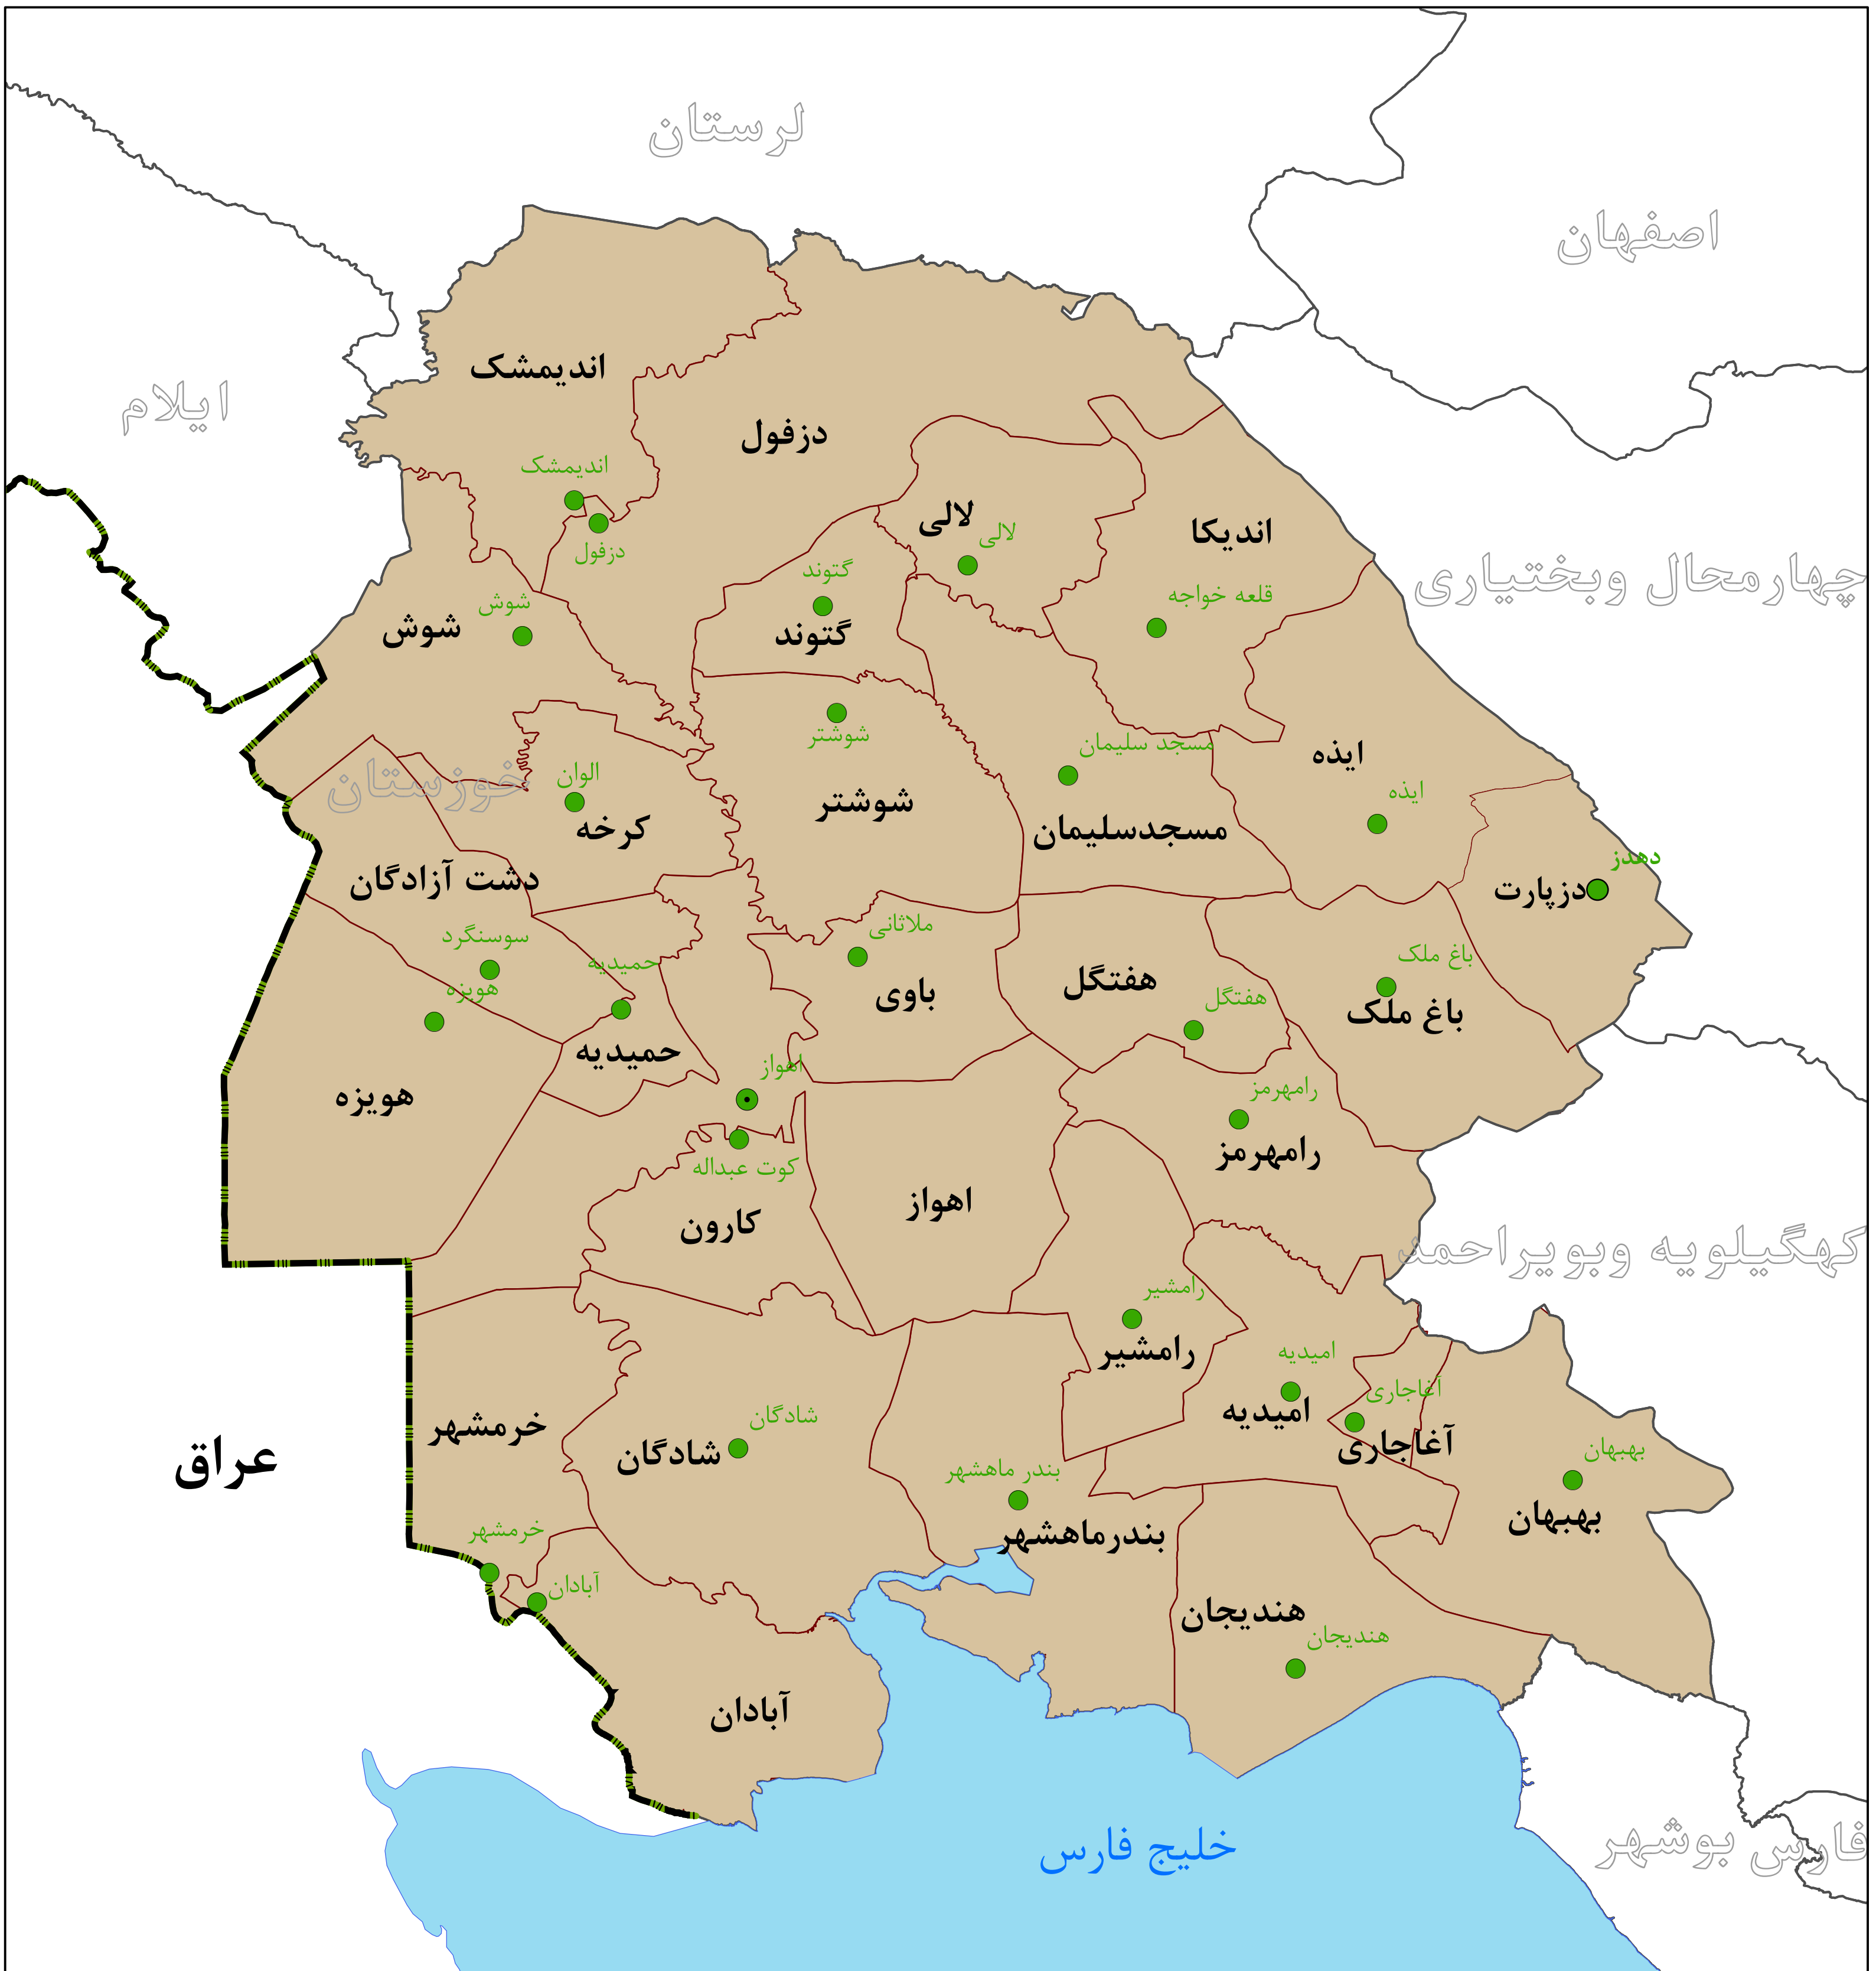 لرستان
اصفهان
اندیمشک
ایلام
دزفول
اندیمشک
لالی
اندیکا
لالی
دزفول
گتوند
چهارمحال وبختیاری
قلعه خواجه
شوش
شوش
گتوند
شوشتر
مسجد سلیمان
ایذه
الوان
خوزستان
ایذه
شوشتر
کرخه
مسجدسلیمان
دهدز
دزپارت
دشت آزادگان
ملاثانی
سوسنگرد
باغ ملک
حمیدیه
هفتگل
هویزه
باوی
هفتگل
باغ ملک
حمیدیه
اهواز
رامهرمز
هویزه
رامهرمز
کوت عبداله
اهواز
کارون
کهگیلویه وبویراحمد
رامشیر
رامشیر
امیدیه
آغاجاری
امیدیه
شادگان
خرمشهر
آغاجاری
بهبهان
شادگان
عراق
بندر ماهشهر
بهبهان
خرمشهر
بندرماهشهر
آبادان
هندیجان
هندیجان
آبادان
خلیج فارس
بوشهر
فارس